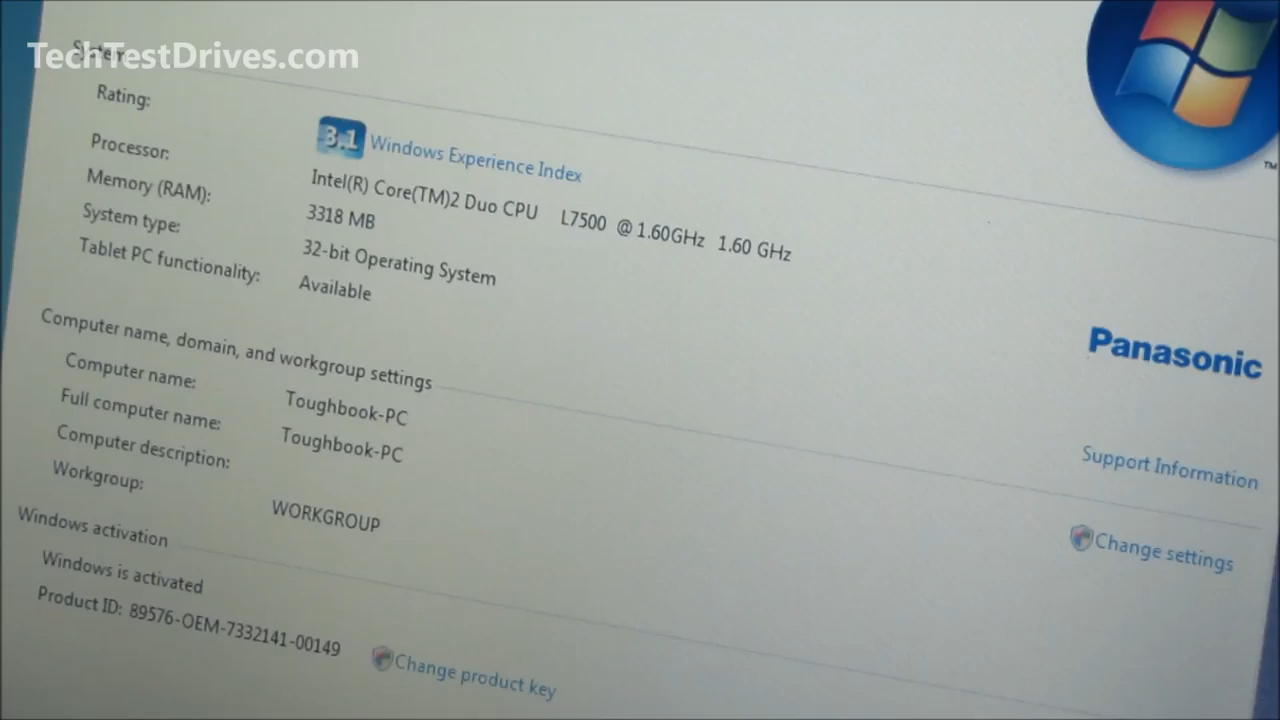 TechTestDrives.com
System
Rating:
3.1 Windows Experience Index
Processor: Intel(R) Core(TM)2 Duo CPU L7500 @ 1.60GHz 1.60 GHz
Memory (RAM): 3318 MB
System type: 32-bit Operating System
Tablet PC functionality: Available
Panasonic
Support Information
Computer name, domain, and workgroup settings
Computer name: Toughbook-PC
Full computer name: Toughbook-PC
Computer description:
Workgroup: WORKGROUP
Change settings
Windows activation
Windows is activated
Product ID: 89576-OEM-7332141-00149
Change product key
TM